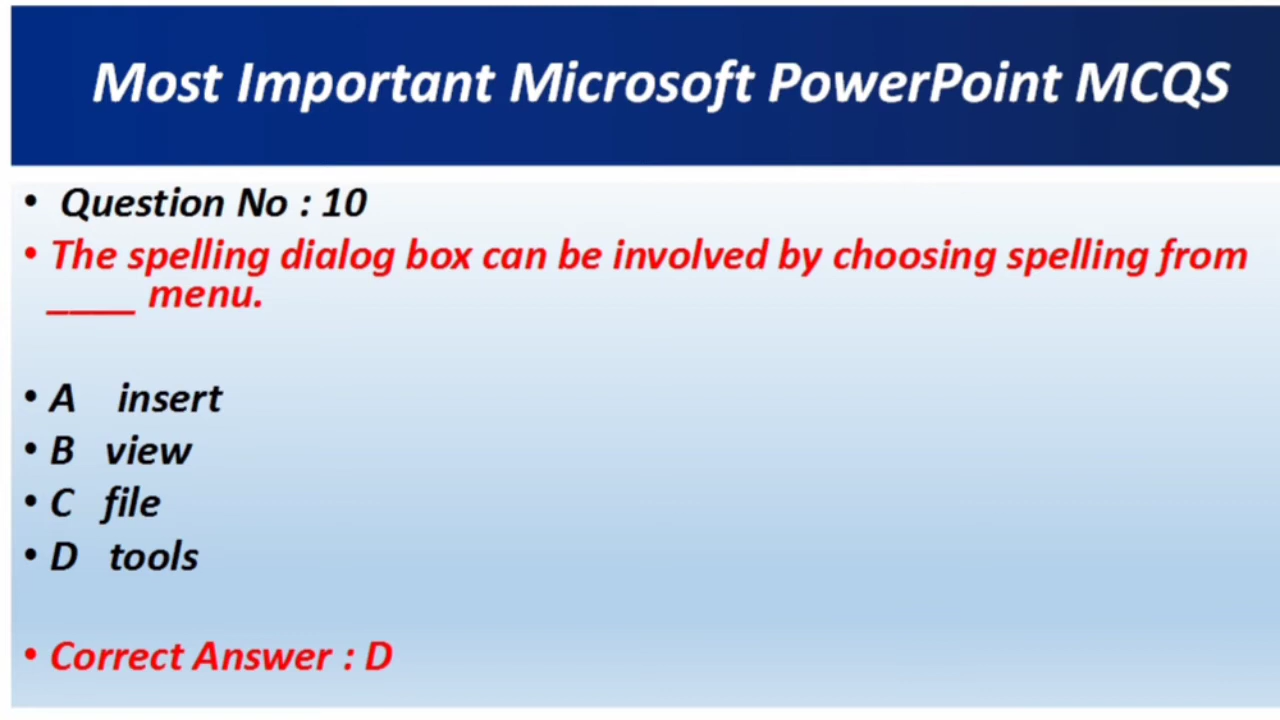 Most Important Microsoft PowerPoint MCQS
• Question No : 10
• The spelling dialog box can be involved by choosing spelling from
____ menu.
• A insert
• B view
• C file
• D tools
• Correct Answer : D